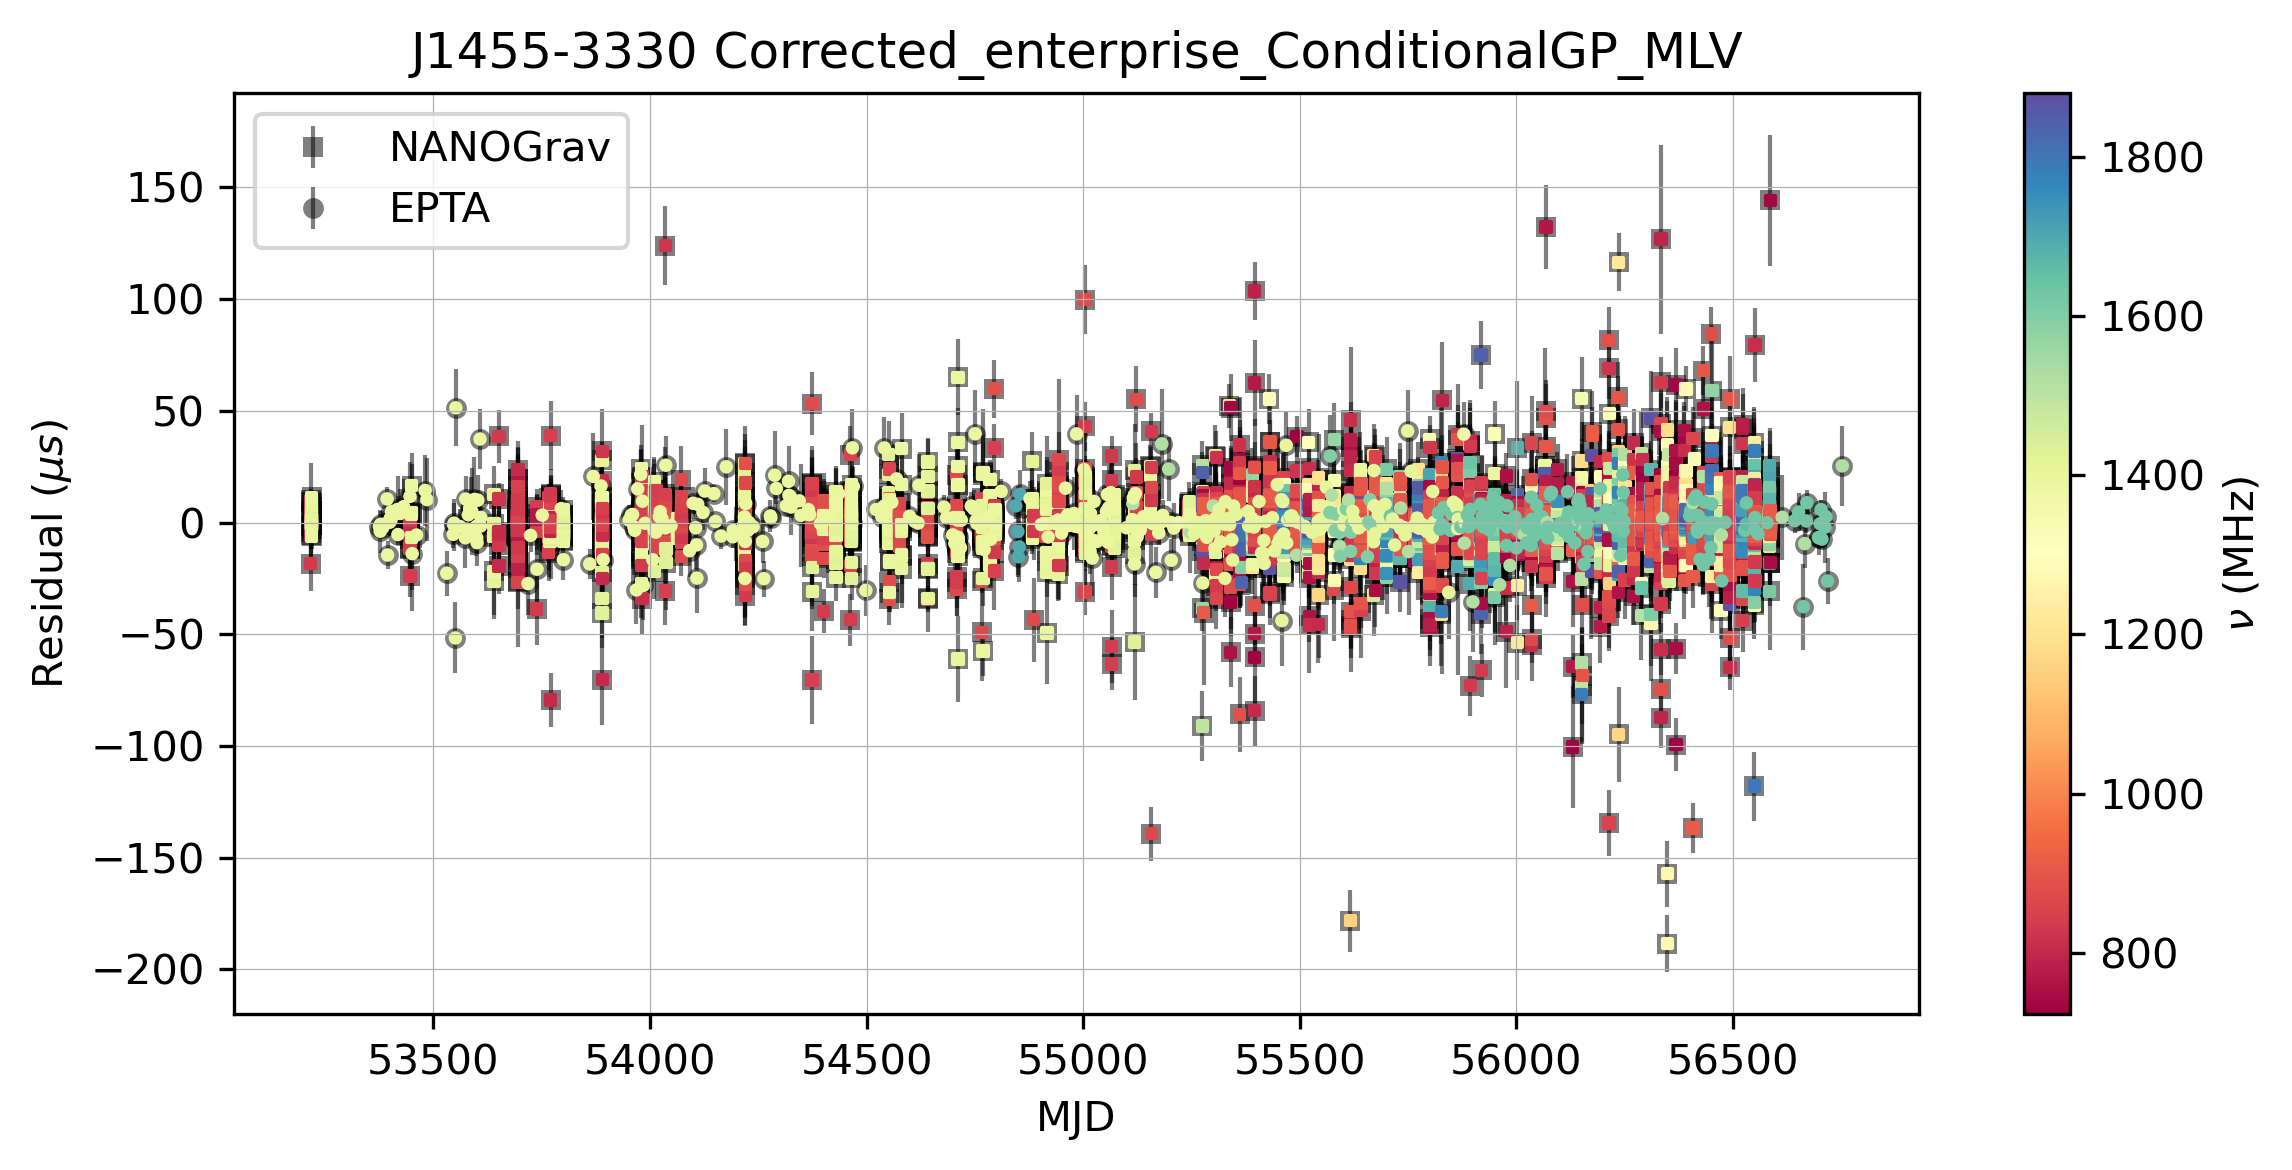 J1455-3330 Corrected_enterprise_ConditionalGP_MLV
NANOGrav
EPTA
150
100
50
0
−50
−100
−150
−200
Residual (μs)
53500 54000 54500 55000 55500 56000 56500
MJD
1800
1600
1400
1200
1000
800
ν (MHz)